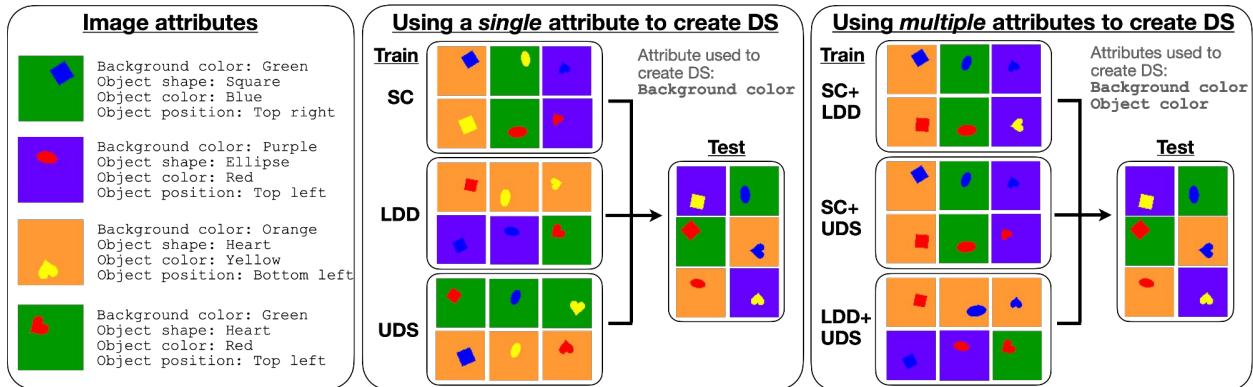 Image attributes
Background color: Green
Object shape: Square
Object color: Blue
Object position: Top right
Background color: Purple
Object shape: Ellipse
Object color: Red
Object position: Top left
Background color: Orange
Object shape: Heart
Object color: Yellow
Object position: Bottom left
Background color: Green
Object shape: Heart
Object color: Red
Object position: Top left
Using a single attribute to create DS
Train
SC
LDD
UDS
Attribute used to
create DS:
Background color
Test
Using multiple attributes to create DS
Train
SC+
LDD
SC+
UDS
LDD+
UDS
Attributes used to
create DS:
Background color
Object color
Test